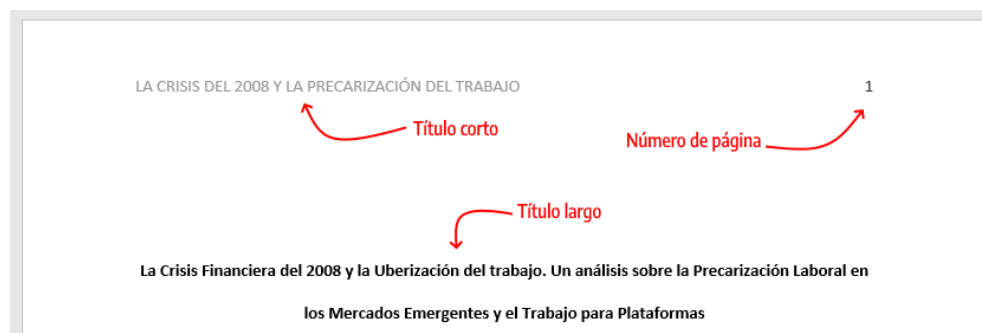 LA CRISIS DEL 2008 Y LA PRECARIZACIÓN DEL TRABAJO 1
Título corto
Número de página
Título largo
La Crisis Financiera del 2008 y la Uberización del trabajo. Un análisis sobre la Precarización Laboral en
los Mercados Emergentes y el Trabajo para Plataformas